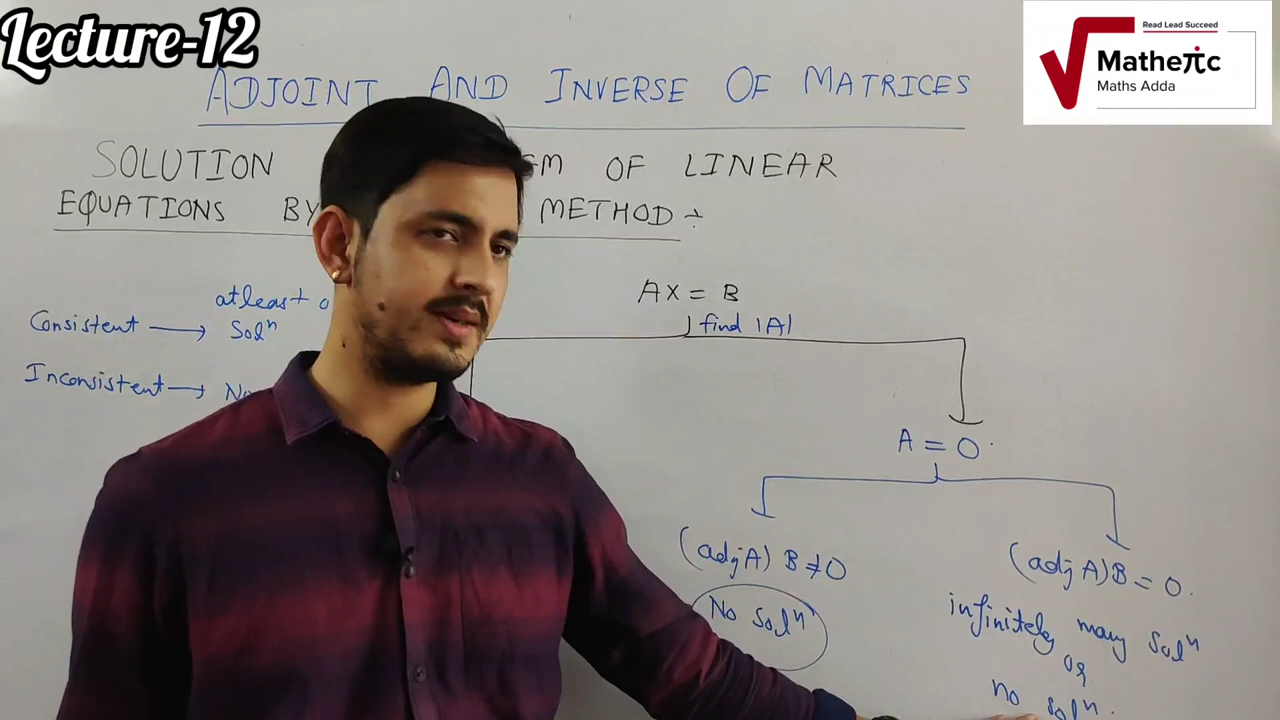 Lecture-12
Read Lead Succeed
Matheπc
Maths Adda
ADJOINT AND INVERSE OF MATRICES
SOLUTION OF LINEAR
EQUATIONS BY METHOD :-
AX = B
find |A|
atleast
Consistent → Solⁿ
Inconsistent →
A = 0
(adj A) B ≠ 0
No Solⁿ
(adj A) B = 0.
infinitely many Solⁿ
or
no solⁿ.